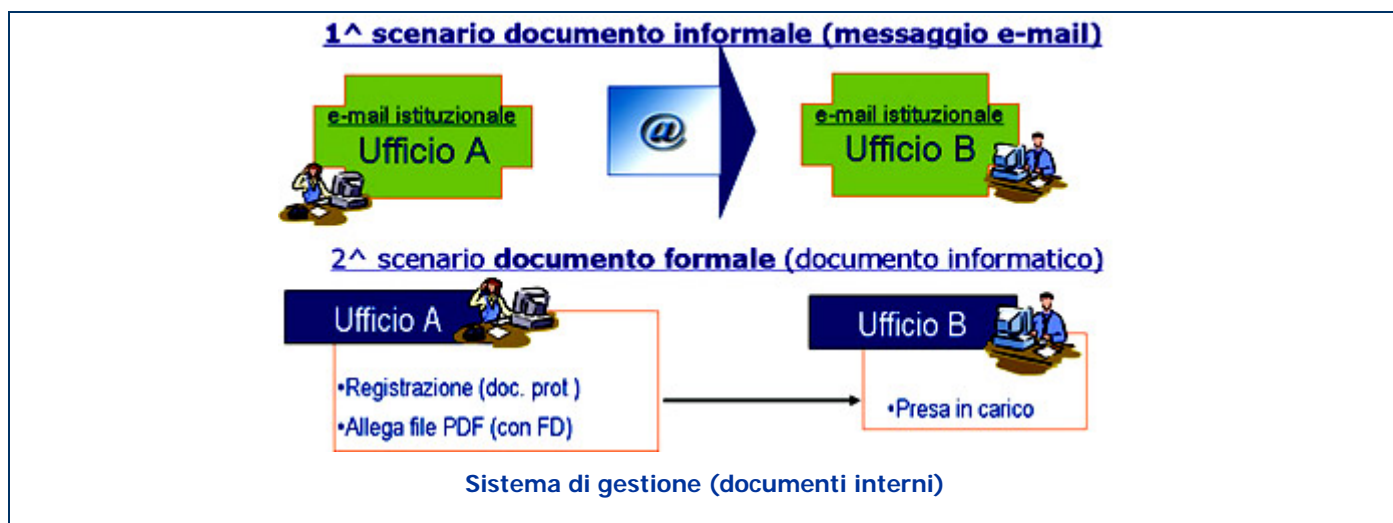 1^ scenario documento informale (messaggio e-mail)
e-mail istituzionale
Ufficio A
@
e-mail istituzionale
Ufficio B
2^ scenario documento formale (documento informatico)
Ufficio A
•Registrazione (doc. prot )
•Allega file PDF (con FD)
Ufficio B
•Presa in carico
Sistema di gestione (documenti interni)